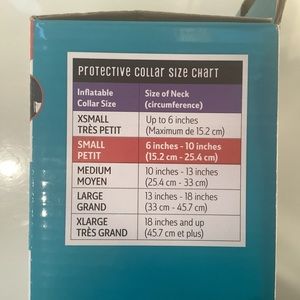 PROTECTIVE COLLAR SIZE CHART
Inflatable Size of Neck
Collar Size (circumference)
XSMALL Up to 6 inches
TRÈS PETIT (Maximum de 15.2 cm)
SMALL 6 inches - 10 inches
PETIT (15.2 cm - 25.4 cm)
MEDIUM 10 inches - 13 inches
MOYEN (25.4 cm - 33 cm)
LARGE 13 inches - 18 inches
GRAND (33 cm - 45.7 cm)
XLARGE 18 inches and up
TRÈS GRAND (45.7 cm et plus)